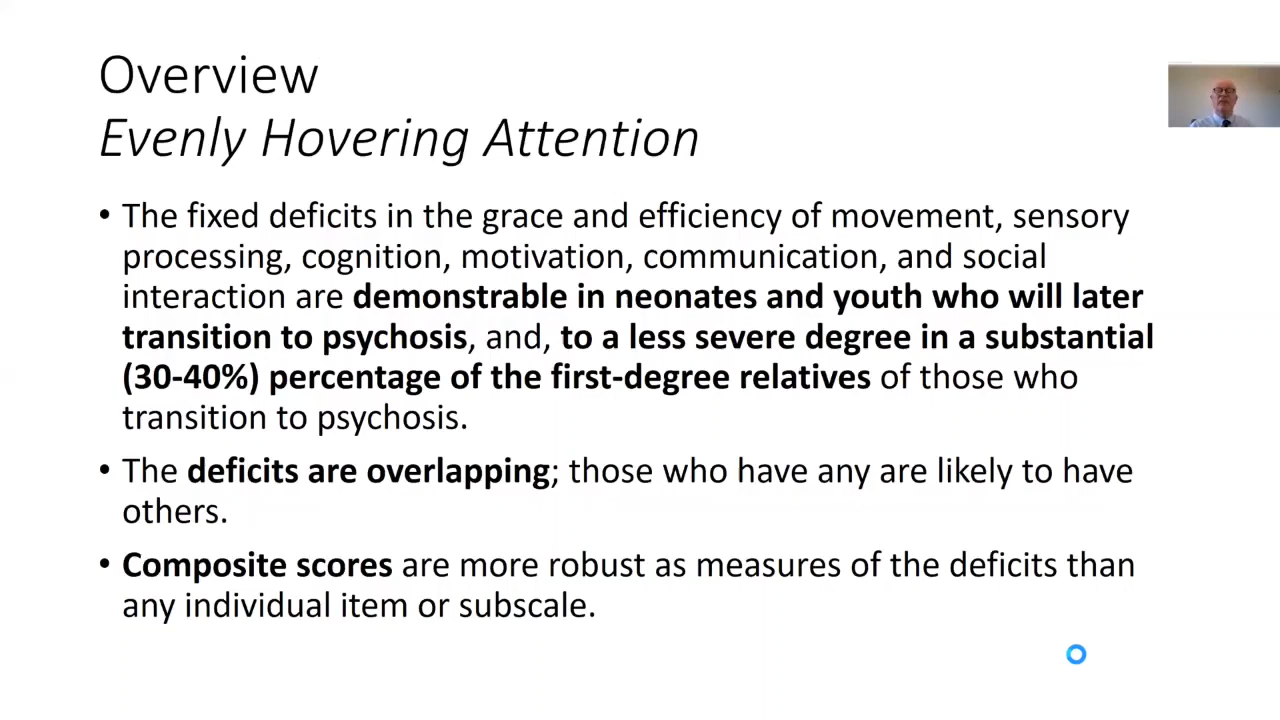 Overview
Evenly Hovering Attention
• The fixed deficits in the grace and efficiency of movement, sensory
processing, cognition, motivation, communication, and social
interaction are demonstrable in neonates and youth who will later
transition to psychosis, and, to a less severe degree in a substantial
(30-40%) percentage of the first-degree relatives of those who
transition to psychosis.
• The deficits are overlapping; those who have any are likely to have
others.
• Composite scores are more robust as measures of the deficits than
any individual item or subscale.